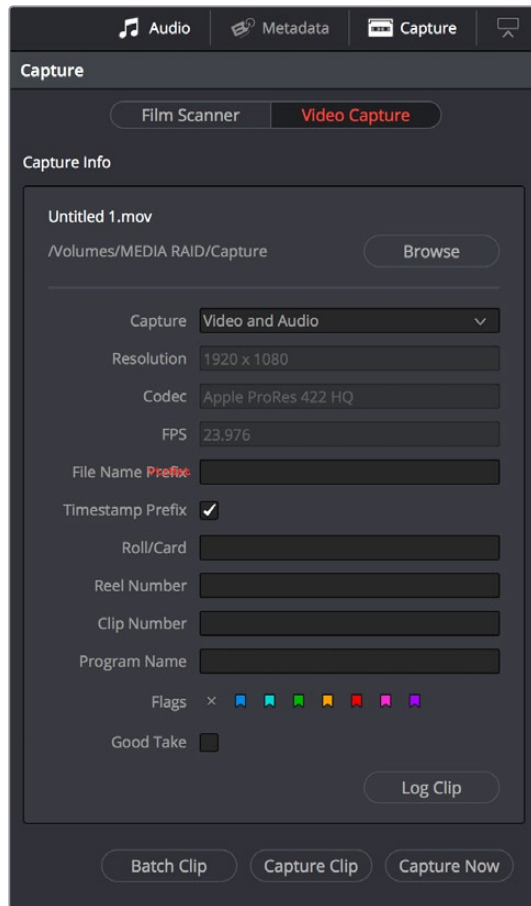 Audio Metadata Capture
Capture
Film Scanner Video Capture
Capture Info
Untitled 1.mov
/Volumes/MEDIA RAID/Capture Browse
Capture Video and Audio
Resolution 1920 x 1080
Codec Apple ProRes 422 HQ
FPS 23.976
File Name Prefix
Timestamp Prefix
Roll/Card
Reel Number
Clip Number
Program Name
Flags
Good Take
Log Clip
Batch Clip Capture Clip Capture Now